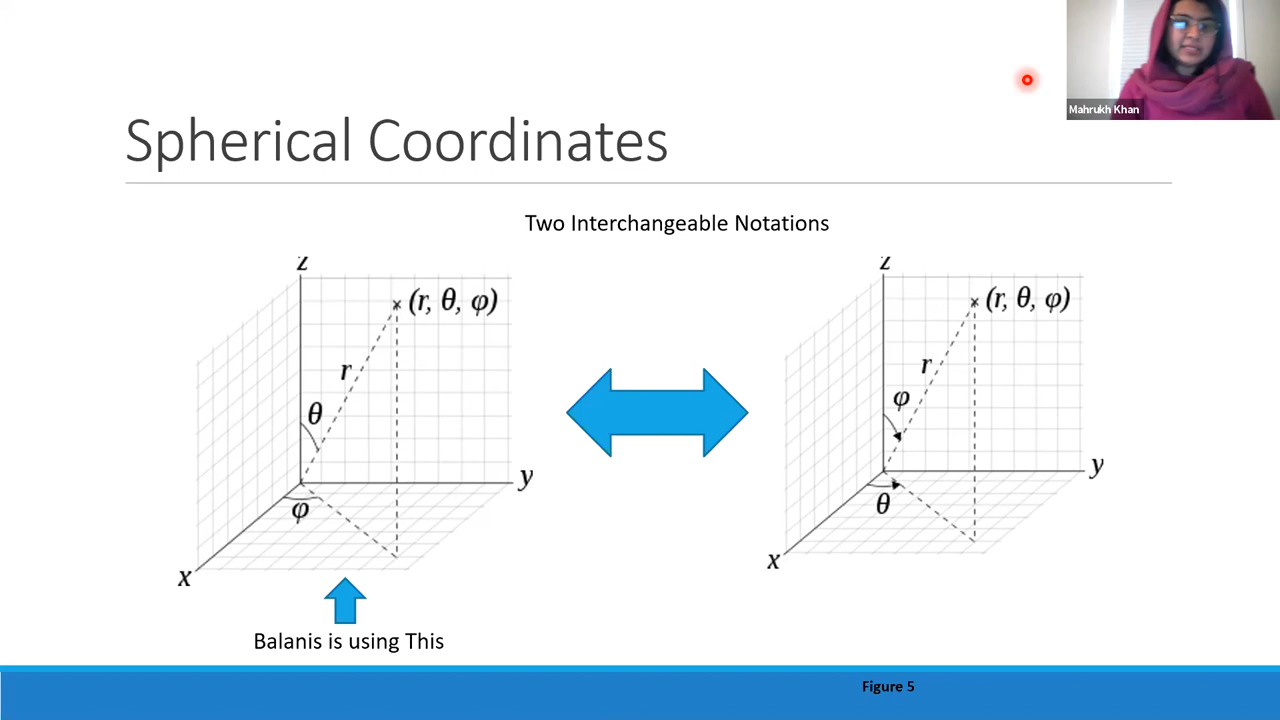 Mahrukh Khan
Spherical Coordinates
Two Interchangeable Notations
z
(r, θ, φ)
r
θ
φ
y
x
z
(r, θ, φ)
r
φ
θ
y
x
Balanis is using This
Figure 5